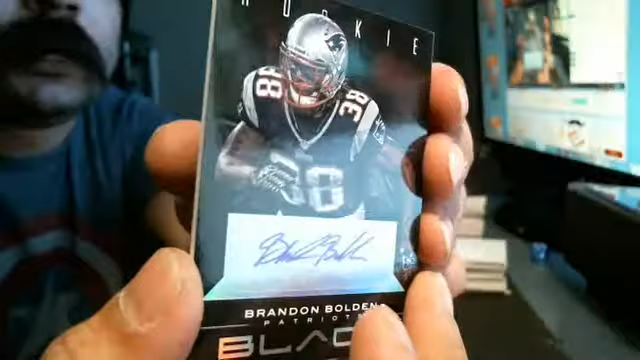 ROOKIE
38 38
38
BRANDON BOLDEN
PATRIOTS
BLAC